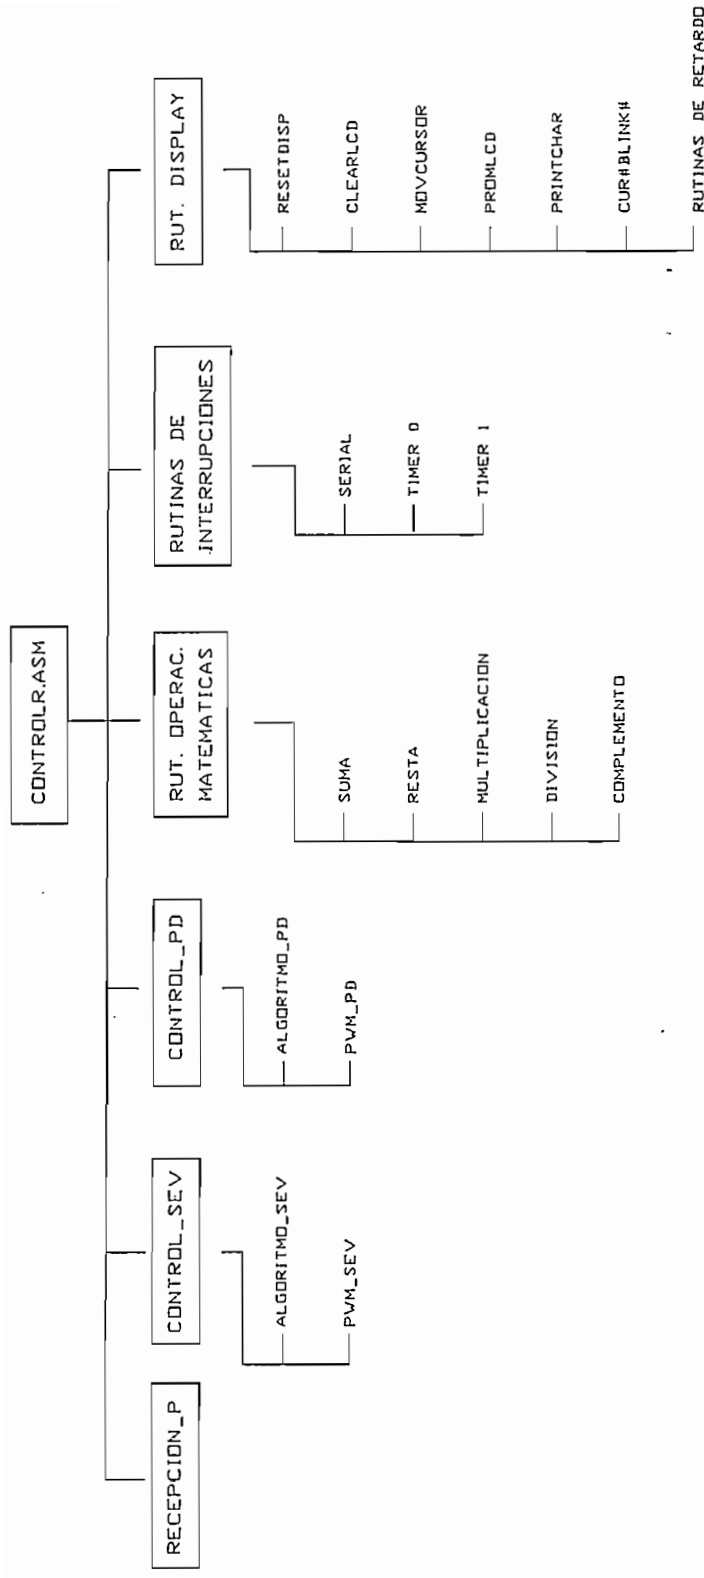 CONTROLR.ASM
RECEPCION_P
CONTROL_SEV
ALGORITMO_SEV
PWM_SEV
CONTROL_PD
ALGORITMO_PD
PWM_PD
RUT. OPERAC.
MATEMATICAS
SUMA
RESTA
MULTIPLICACION
DIVISION
COMPLEMENTO
RUTINAS DE
INTERRUPCIONES
SERIAL
TIMER 0
TIMER 1
RUT. DISPLAY
RESETDISP
CLEARLCD
MOVCURSOR
PROMLCD
PRINTCHAR
CUR#BLINK#
RUTINAS DE RETARDO